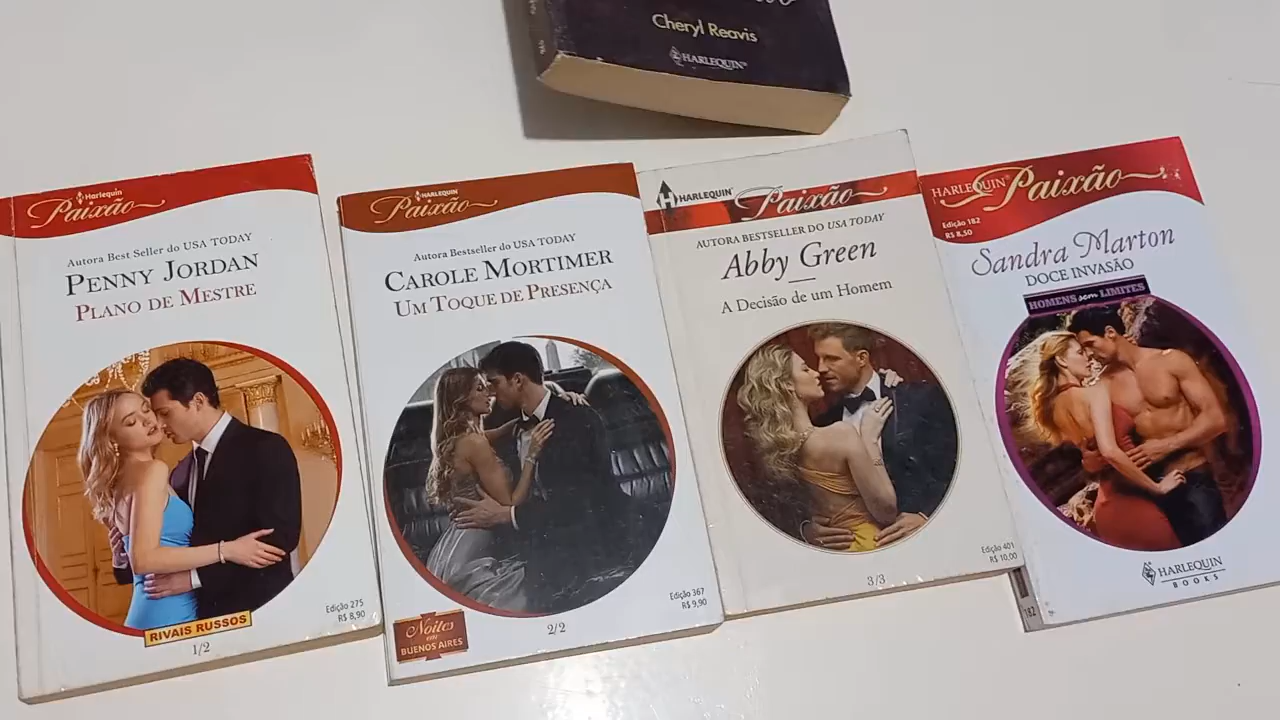 Cheryl Reavis
HARLEQUIN®
Harlequin
Paixão
Autora Best Seller do USA TODAY
PENNY JORDAN
PLANO DE MESTRE
Edição 275
R$ 8,90
RIVAIS RUSSOS
1/2
HARLEQUIN
Paixão
Autora Bestseller do USA TODAY
CAROLE MORTIMER
UM TOQUE DE PRESENÇA
Edição 367
R$ 9,90
Noites
em
BUENOS AIRES
2/2
HARLEQUIN™
Paixão
AUTORA BESTSELLER DO USA TODAY
Abby Green
A Decisão de um Homem
Edição 401
R$ 10,00
3/3
HARLEQUIN® Paixão
Edição 182
R$ 8,50
Sandra Marton
DOCE INVASÃO
HOMENS sem LIMITES
HARLEQUIN
BOOKS
182